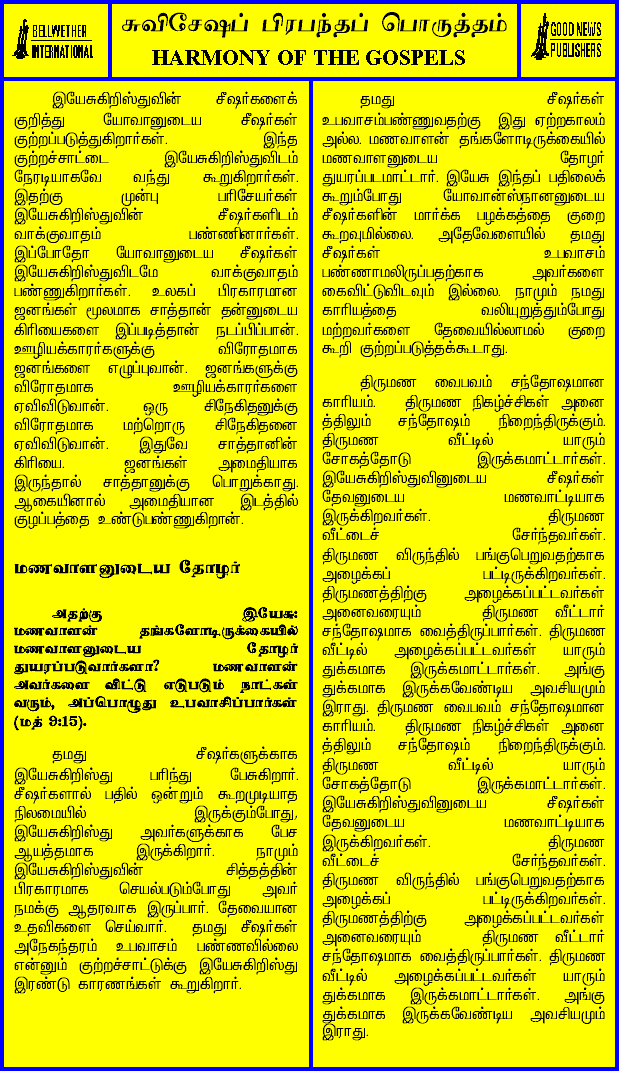 BELLWETHER
INTERNATIONAL
சுவிசேஷப் பிரபந்தப் பொருத்தம்
HARMONY OF THE GOSPELS
GOOD NEWS
PUBLISHERS
இயேசுகிறிஸ்துவின் சீஷர்களைக்
குறித்து யோவானுடைய சீஷர்கள்
குற்றப்படுத்துகிறார்கள். இந்த
குற்றச்சாட்டை இயேசுகிறிஸ்துவிடம்
நேரடியாகவே வந்து கூறுகிறார்கள்.
இதற்கு முன்பு பரிசேயர்கள்
இயேசுகிறிஸ்துவின் சீஷர்களிடம்
வாக்குவாதம் பண்ணினார்கள்.
இப்போதோ யோவானுடைய சீஷர்கள்
இயேசுகிறிஸ்துவிடமே வாக்குவாதம்
பண்ணுகிறார்கள். உலகப் பிரகாரமான
ஜனங்கள் மூலமாக சாத்தான் தன்னுடைய
கிரியைகளை இப்படித்தான் நடப்பிப்பான்.
ஊழியக்காரர்களுக்கு விரோதமாக
ஜனங்களை எழுப்புவான். ஜனங்களுக்கு
விரோதமாக ஊழியக்காரர்களை
ஏவிவிடுவான். ஒரு சிநேகிதனுக்கு
விரோதமாக மற்றொரு சிநேகிதனை
ஏவிவிடுவான். இதுவே சாத்தானின்
கிரியை. ஜனங்கள் அமைதியாக
இருந்தால் சாத்தானுக்கு பொறுக்காது.
ஆகையினால் அமைதியான இடத்தில்
குழப்பத்தை உண்டுபண்ணுகிறான்.
மணவாளனுடைய தோழர்
அதற்கு இயேசு:
மணவாளன் தங்களோடிருக்கையில்
மணவாளனுடைய தோழர்
துயரப்படுவார்களா? மணவாளன்
அவர்களை விட்டு எடுபடும் நாட்கள்
வரும், அப்பொழுது உபவாசிப்பார்கள்
(மத் 9:15).
தமது சீஷர்களுக்காக
இயேசுகிறிஸ்து பரிந்து பேசுகிறார்.
சீஷர்களால் பதில் ஒன்றும் கூறமுடியாத
நிலமையில் இருக்கும்போது,
இயேசுகிறிஸ்து அவர்களுக்காக பேச
ஆயத்தமாக இருக்கிறார். நாமும்
இயேசுகிறிஸ்துவின் சித்தத்தின்
பிரகாரமாக செயல்படும்போது அவர்
நமக்கு ஆதரவாக இருப்பார். தேவையான
உதவிகளை செய்வார். தமது சீஷர்கள்
அநேகந்தரம் உபவாசம் பண்ணவில்லை
என்னும் குற்றச்சாட்டுக்கு இயேசுகிறிஸ்து
இரண்டு காரணங்கள் கூறுகிறார்.
தமது சீஷர்கள்
உபவாசம்பண்ணுவதற்கு இது ஏற்றகாலம்
அல்ல. மணவாளன் தங்களோடிருக்கையில்
மணவாளனுடைய தோழர்
துயரப்படமாட்டார். இயேசு இந்தப் பதிலைக்
கூறும்போது யோவான்ஸ்நானனுடைய
சீஷர்களின் மார்க்க பழக்கத்தை குறை
கூறவுமில்லை. அதேவேளையில் தமது
சீஷர்கள் உபவாசம்
பண்ணாமலிருப்பதற்காக அவர்களை
கைவிட்டுவிடவும் இல்லை. நாமும் நமது
காரியத்தை வலியுறுத்தும்போது
மற்றவர்களை தேவையில்லாமல் குறை
கூறி குற்றப்படுத்தக்கூடாது.
திருமண வைபவம் சந்தோஷமான
காரியம். திருமண நிகழ்ச்சிகள் அனை
த்திலும் சந்தோஷம் நிறைந்திருக்கும்.
திருமண வீட்டில் யாரும்
சோகத்தோடு இருக்கமாட்டார்கள்.
இயேசுகிறிஸ்துவினுடைய சீஷர்கள்
தேவனுடைய மணவாட்டியாக
இருக்கிறவர்கள். திருமண
வீட்டைச் சேர்ந்தவர்கள்.
திருமண விருந்தில் பங்குபெறுவதற்காக
அழைக்கப் பட்டிருக்கிறவர்கள்.
திருமணத்திற்கு அழைக்கப்பட்டவர்கள்
அனைவரையும் திருமண வீட்டார்
சந்தோஷமாக வைத்திருப்பார்கள். திருமண
வீட்டில் அழைக்கப்பட்டவர்கள் யாரும்
துக்கமாக இருக்கமாட்டார்கள். அங்கு
துக்கமாக இருக்கவேண்டிய அவசியமும்
இராது. திருமண வைபவம் சந்தோஷமான
காரியம். திருமண நிகழ்ச்சிகள் அனை
த்திலும் சந்தோஷம் நிறைந்திருக்கும்.
திருமண வீட்டில் யாரும்
சோகத்தோடு இருக்கமாட்டார்கள்.
இயேசுகிறிஸ்துவினுடைய சீஷர்கள்
தேவனுடைய மணவாட்டியாக
இருக்கிறவர்கள். திருமண
வீட்டைச் சேர்ந்தவர்கள்.
திருமண விருந்தில் பங்குபெறுவதற்காக
அழைக்கப் பட்டிருக்கிறவர்கள்.
திருமணத்திற்கு அழைக்கப்பட்டவர்கள்
அனைவரையும் திருமண வீட்டார்
சந்தோஷமாக வைத்திருப்பார்கள். திருமண
வீட்டில் அழைக்கப்பட்டவர்கள் யாரும்
துக்கமாக இருக்கமாட்டார்கள். அங்கு
துக்கமாக இருக்கவேண்டிய அவசியமும்
இராது.